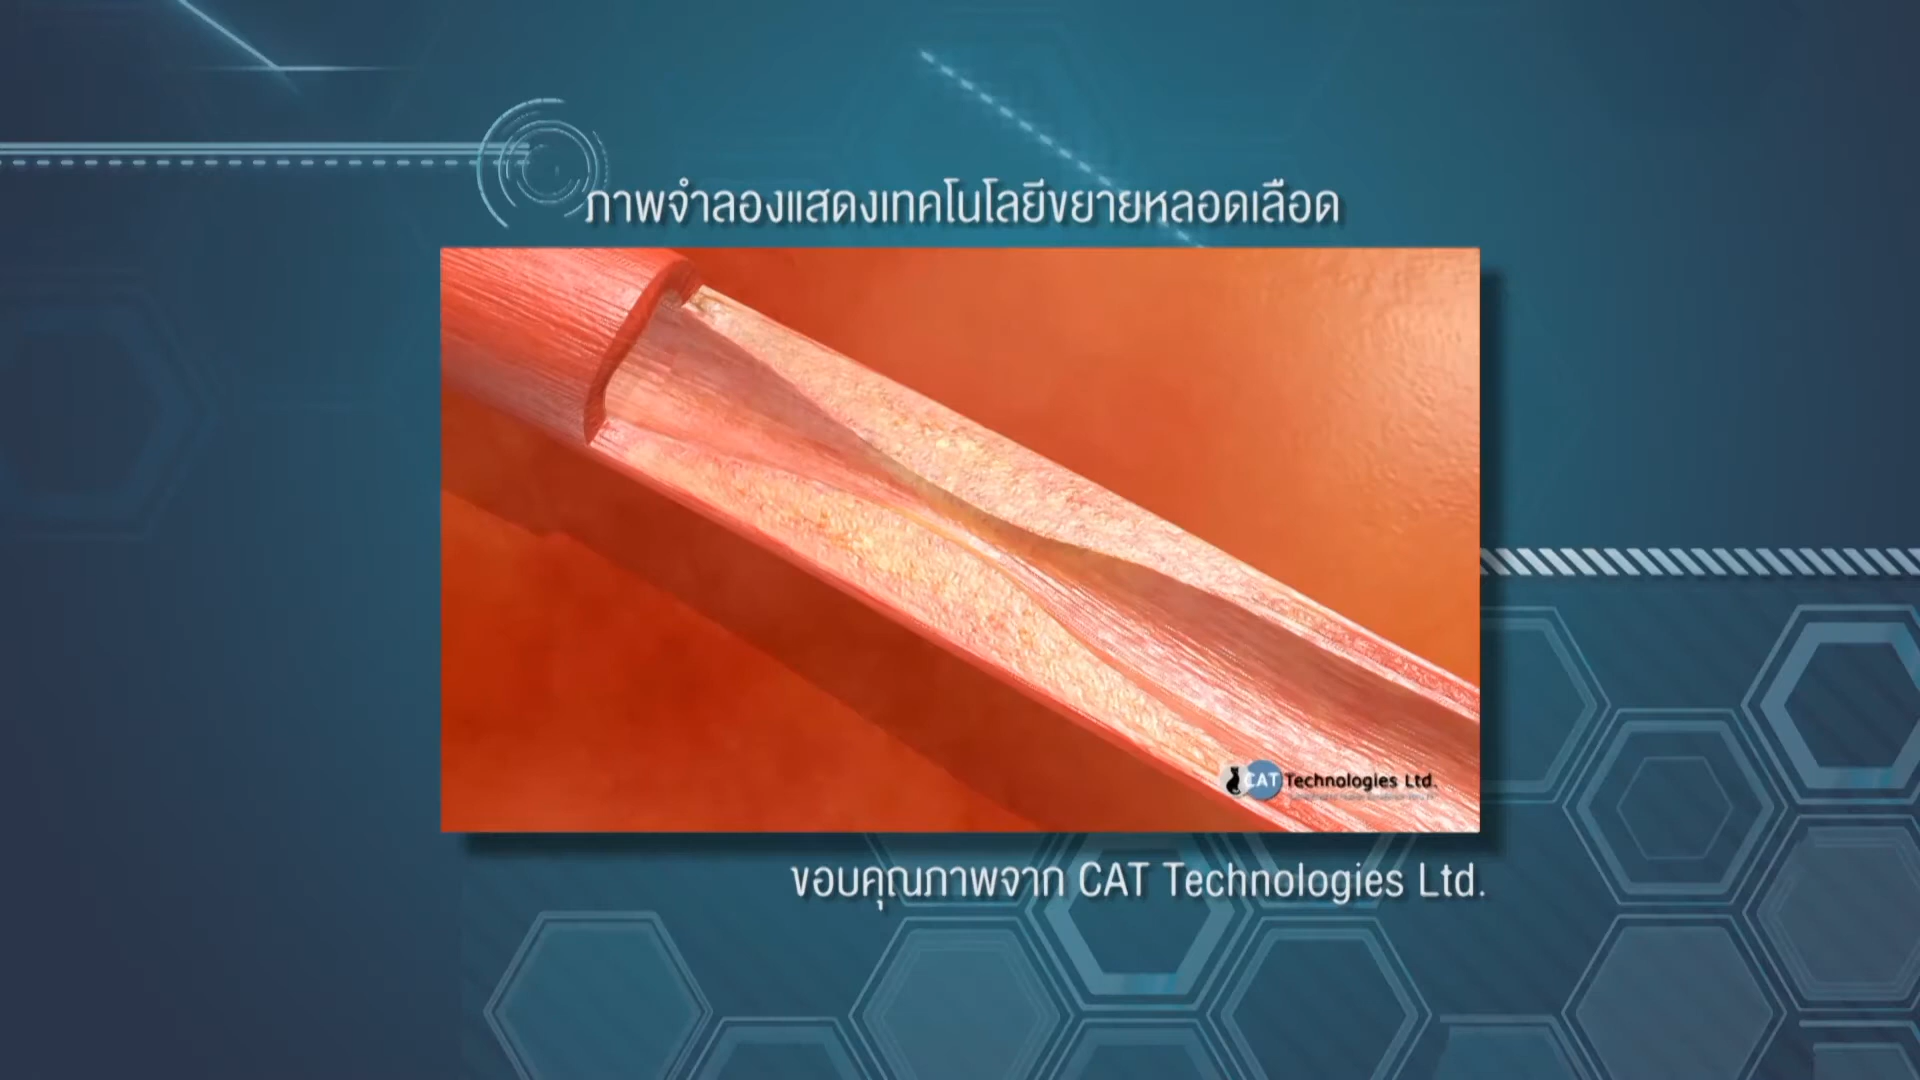 ภาพจำลองแสดงเทคโนโลยีขยายหลอดเลือด
CAT Technologies Ltd.
ขอบคุณภาพจาก CAT Technologies Ltd.